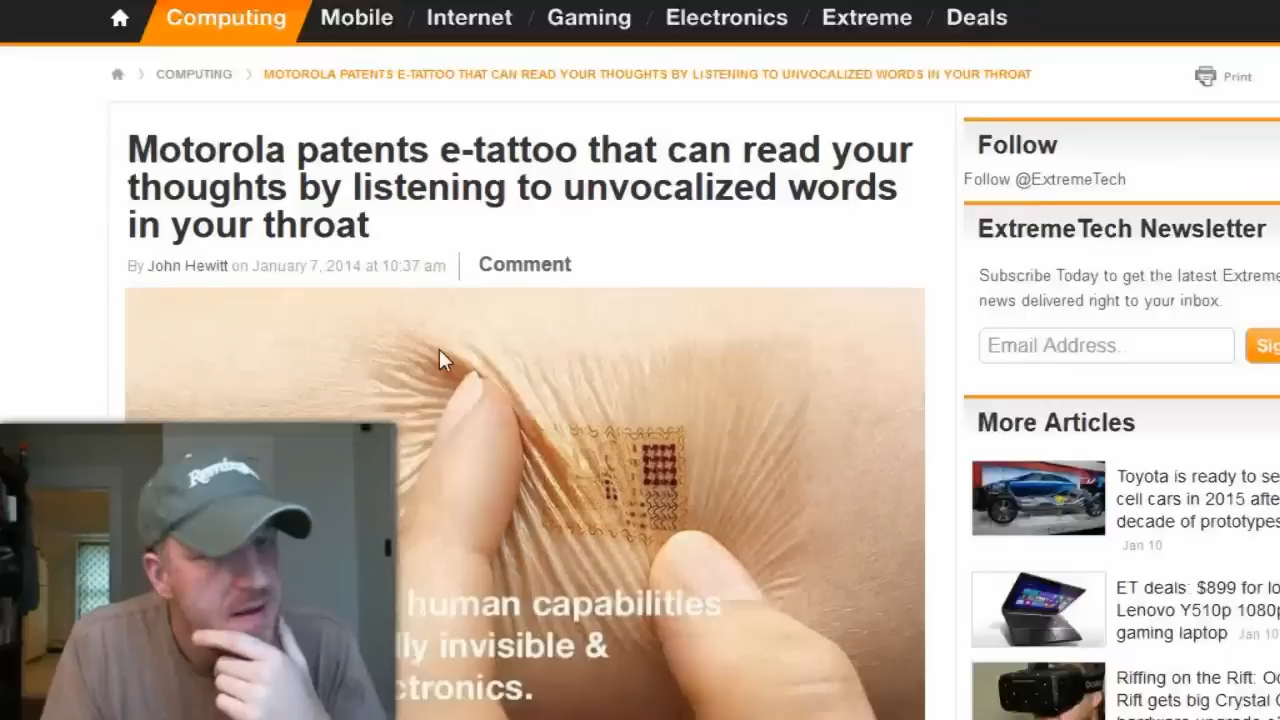 Computing / Mobile / Internet / Gaming / Electronics / Extreme / Deals
COMPUTING
MOTOROLA PATENTS E-TATTOO THAT CAN READ YOUR THOUGHTS BY LISTENING TO UNVOCALIZED WORDS IN YOUR THROAT
Print
Motorola patents e-tattoo that can read your
thoughts by listening to unvocalized words
in your throat
By John Hewitt on January 7, 2014 at 10:37 am
Comment
human capabilities
lly invisible &
ctronics.
Follow
Follow @ExtremeTech
ExtremeTech Newsletter
Subscribe Today to get the latest Extreme
news delivered right to your inbox.
Email Address..
Sig
More Articles
Toyota is ready to se
cell cars in 2015 afte
decade of prototypes
Jan 10
ET deals: $899 for lo
Lenovo Y510p 1080p
gaming laptop Jan 10
Riffing on the Rift: Oc
Rift gets big Crystal C